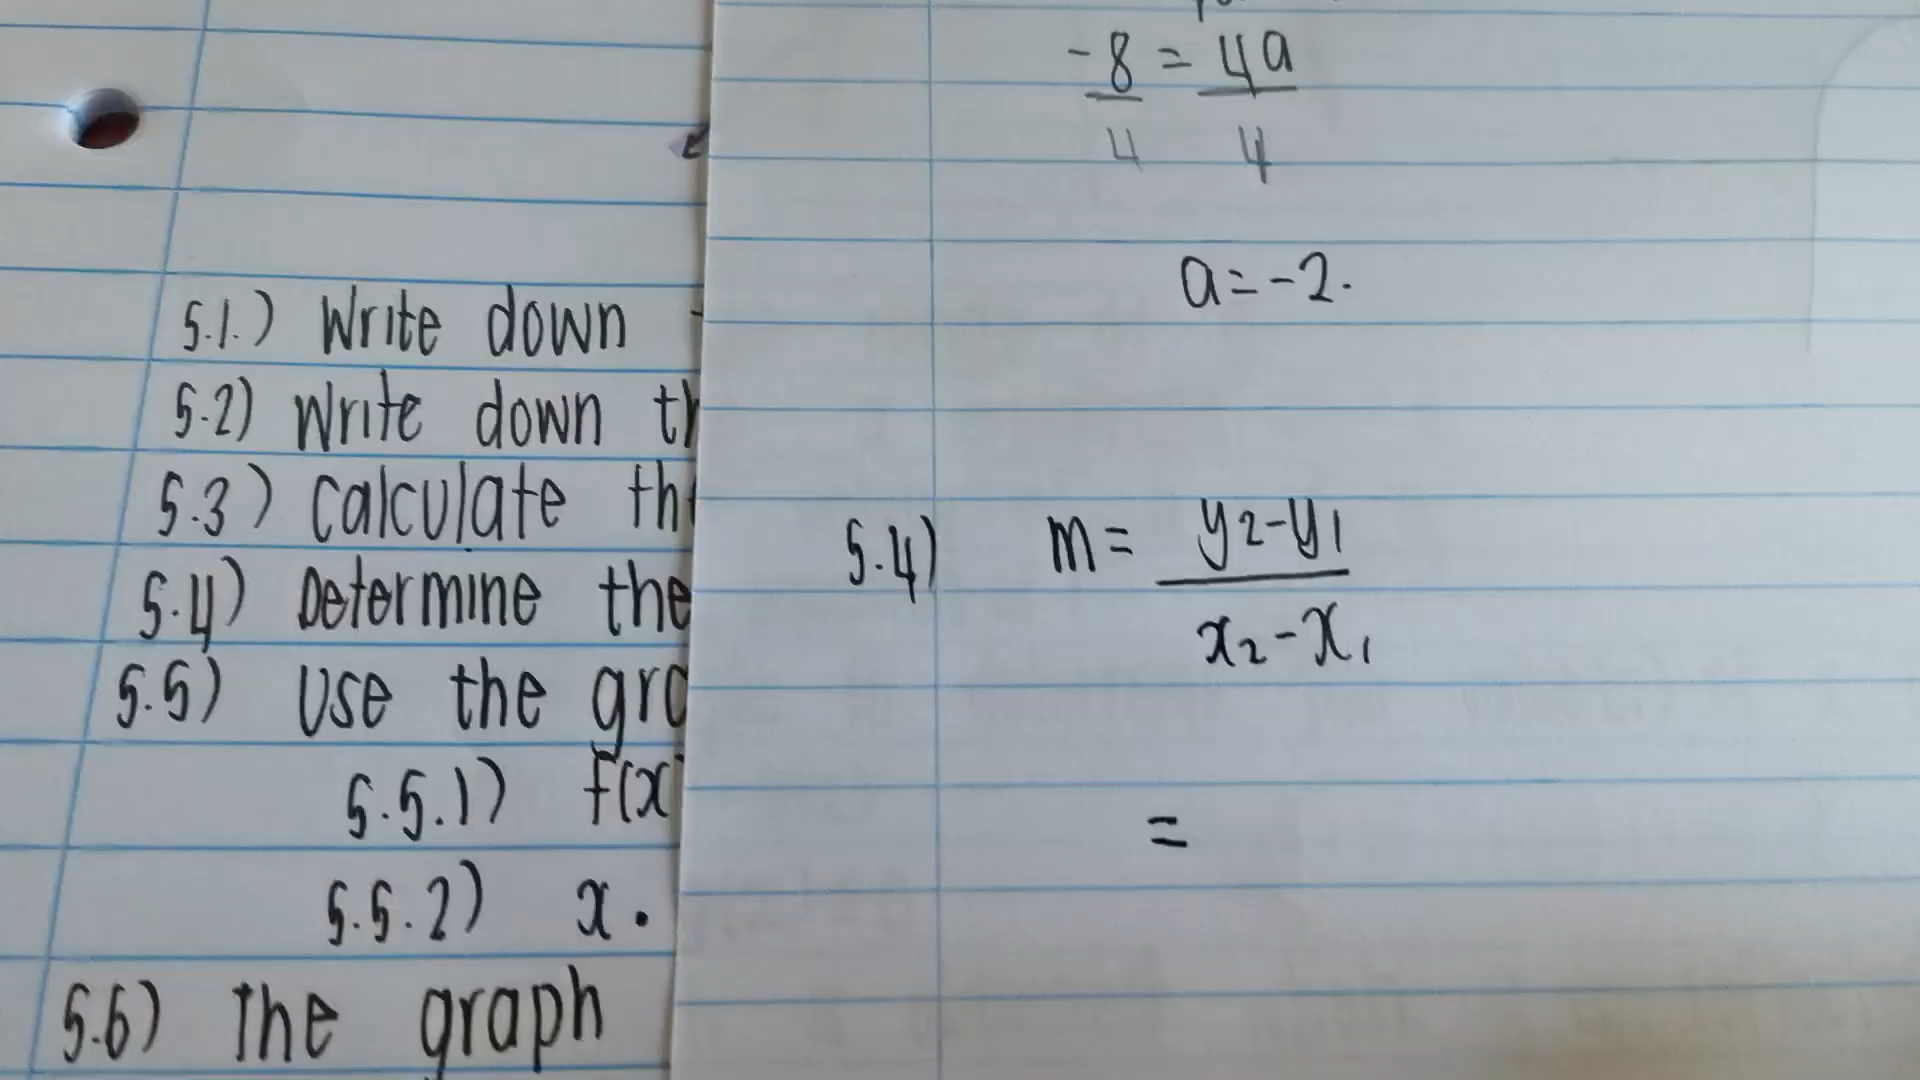 5.1.) Write down
5.2) Write down
5.3) calculate
5.4) Determine the
5.5) Use the
5.5.1) f(x
5.5.2) x.
5.6) The graph
-8 = 4a
4 4
a = -2.
5.4) m = y2-y1
x2-x1
=